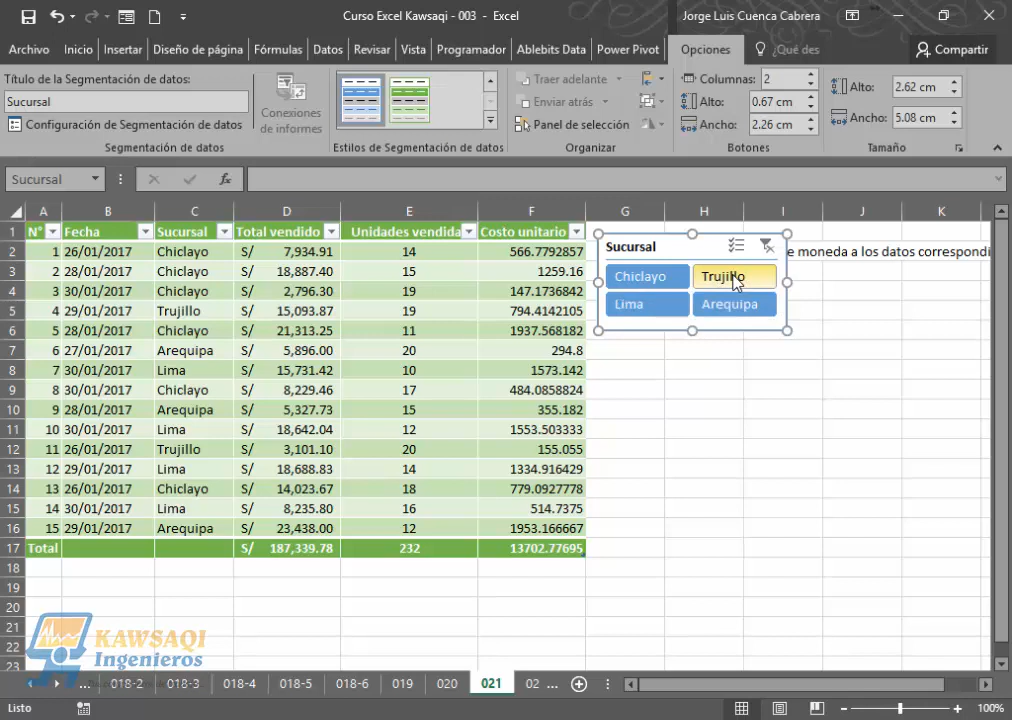 Curso Excel Kawsaqi - 003 - Excel
Jorge Luis Cuenca Cabrera
Archivo Inicio Insertar Diseño de página Fórmulas Datos Revisar Vista Programador Ablebits Data Power Pivot Opciones ¿Qué des Compartir
Título de la Segmentación de datos:
Sucursal
Configuración de Segmentación de datos
Segmentación de datos
Conexiones
de informes
Estilos de Segmentación de datos
Traer adelante
Enviar atrás
Panel de selección
Organizar
Columnas: 2
Alto: 0.67 cm
Ancho: 2.26 cm
Botones
Alto: 2.62 cm
Ancho: 5.08 cm
Tamaño
Sucursal fx
A B C D E F G H I J K
1 N° Fecha Sucursal Total vendido Unidades vendida Costo unitario
2 1 26/01/2017 Chiclayo S/ 7,934.91 14 566.7792857
3 2 28/01/2017 Chiclayo S/ 18,887.40 15 1259.16
4 3 30/01/2017 Chiclayo S/ 2,796.30 19 147.1736842
5 4 29/01/2017 Trujillo S/ 15,093.87 19 794.4142105
6 5 28/01/2017 Chiclayo S/ 21,313.25 11 1937.568182
7 6 27/01/2017 Arequipa S/ 5,896.00 20 294.8
8 7 30/01/2017 Lima S/ 15,731.42 10 1573.142
9 8 30/01/2017 Chiclayo S/ 8,229.46 17 484.0858824
10 9 28/01/2017 Arequipa S/ 5,327.73 15 355.182
11 10 30/01/2017 Lima S/ 18,642.04 12 1553.503333
12 11 26/01/2017 Trujillo S/ 3,101.10 20 155.055
13 12 29/01/2017 Lima S/ 18,688.83 14 1334.916429
14 13 26/01/2017 Chiclayo S/ 14,023.67 18 779.0927778
15 14 30/01/2017 Lima S/ 8,235.80 16 514.7375
16 15 29/01/2017 Arequipa S/ 23,438.00 12 1953.166667
17 Total S/ 187,339.78 232 13702.77695
18
19
20
21
22
23
Sucursal
Chiclayo Trujillo
Lima Arequipa
e moneda a los datos correspondi
KAWSAQI
Ingenieros
... 018-2 018-3 018-4 018-5 018-6 019 020 021 02 ...
Listo 100%